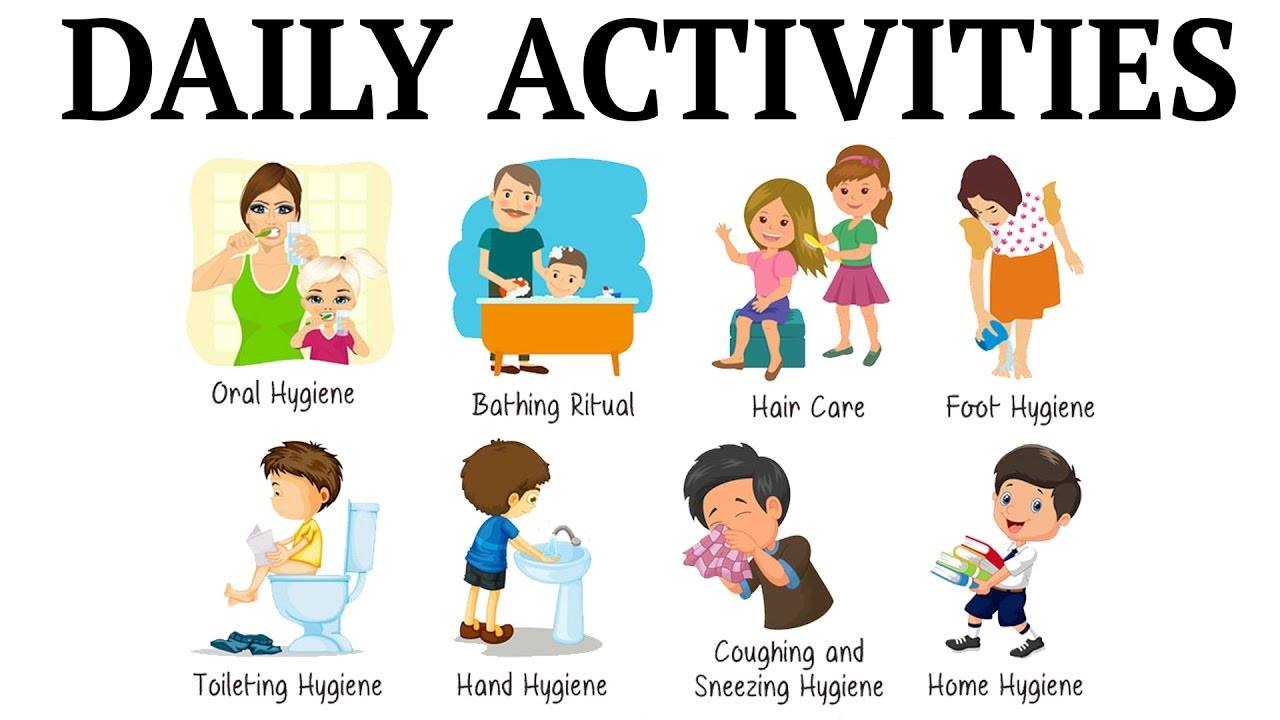 DAILY ACTIVITIES
Oral Hygiene
Bathing Ritual
Hair Care
Foot Hygiene
Toileting Hygiene
Hand Hygiene
Coughing and
Sneezing Hygiene
Home Hygiene